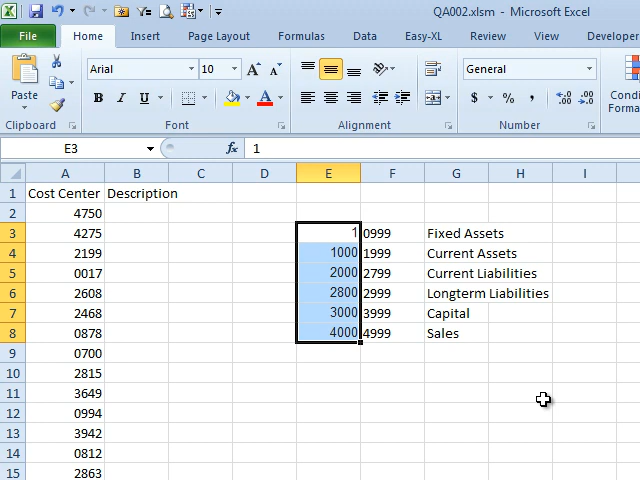 QA002.xlsm - Microsoft Excel
File Home Insert Page Layout Formulas Data Easy-XL Review View Developer
Paste
Arial 10 A A
B I U A
General
$ % ,
Clipboard Font Alignment Number
E3 fx 1
A B C D E F G H I
1 Cost Center Description
2 4750
3 4275 1 0999 Fixed Assets
4 2199 1000 1999 Current Assets
5 0017 2000 2799 Current Liabilities
6 2608 2800 2999 Longterm Liabilities
7 2468 3000 3999 Capital
8 0878 4000 4999 Sales
9 0700
10 2815
11 3649
12 0994
13 3942
14 0812
15 2863